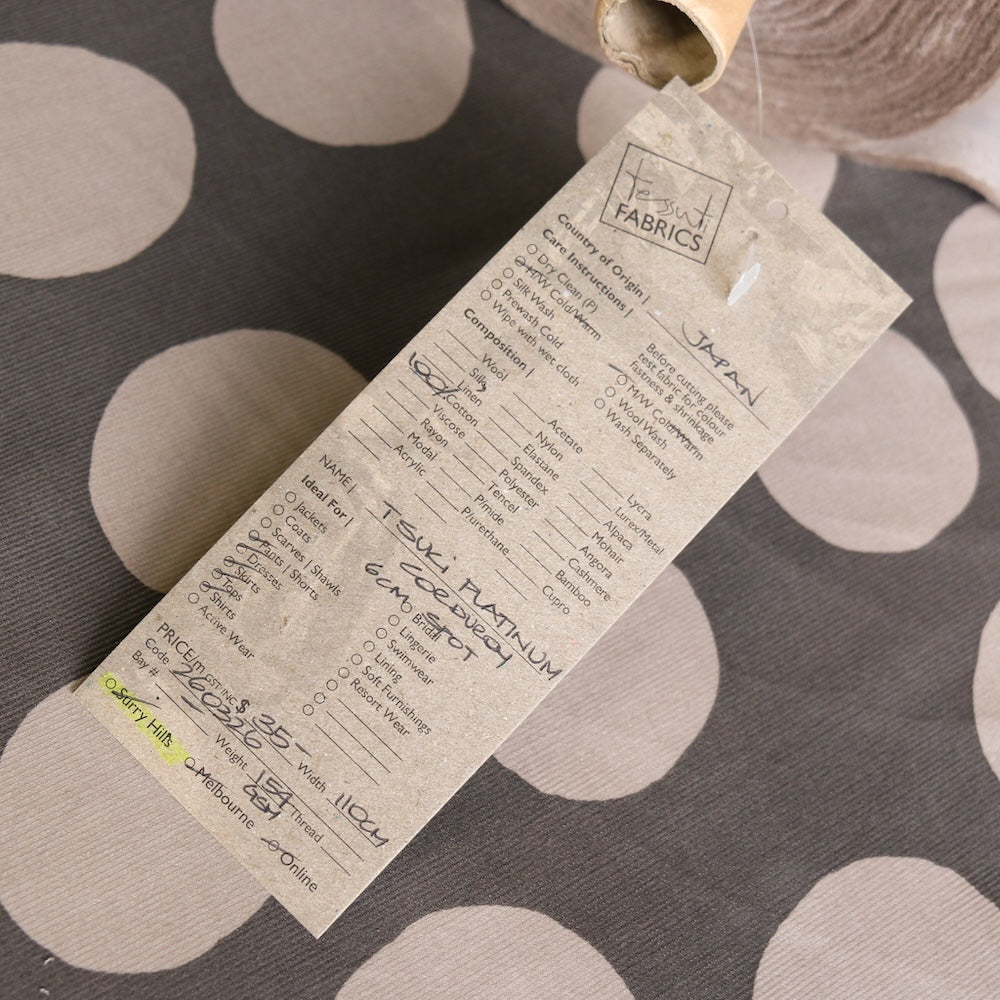 tessuti
FABRICS
Country of Origin | JAPAN
Care Instructions |
Before cutting please
test fabric for colour
fastness & shrinkage
Dry Clean (P)
H/W Cold/Warm
Silk Wash
Prewash Cold
Wipe with wet cloth
M/W Cold/Warm
Wool Wash
Wash Separately
Composition |
Wool
Silk
Linen
100% Cotton
Viscose
Rayon
Modal
Acrylic
Acetate
Nylon
Elastane
Spandex
Polyester
Tencel
P/mide
P/urethane
Lycra
Lurex/Metal
Alpaca
Mohair
Angora
Cashmere
Bamboo
Cupro
NAME | TSUKI PLATINUM
CORDUROY
6CM SPOT
Ideal For |
Jackets
Coats
Scarves | Shawls
Pants | Shorts
Dresses
Skirts
Tops
Shirts
Active Wear
Bridal
Lingerie
Swimwear
Lining
Soft Furnishings
Resort Wear
PRICE/m GST INC $ 35-
Code 260326
Width 110CM
Bay #
Weight 154 GSM
Thread
Surry Hills
Melbourne
Online